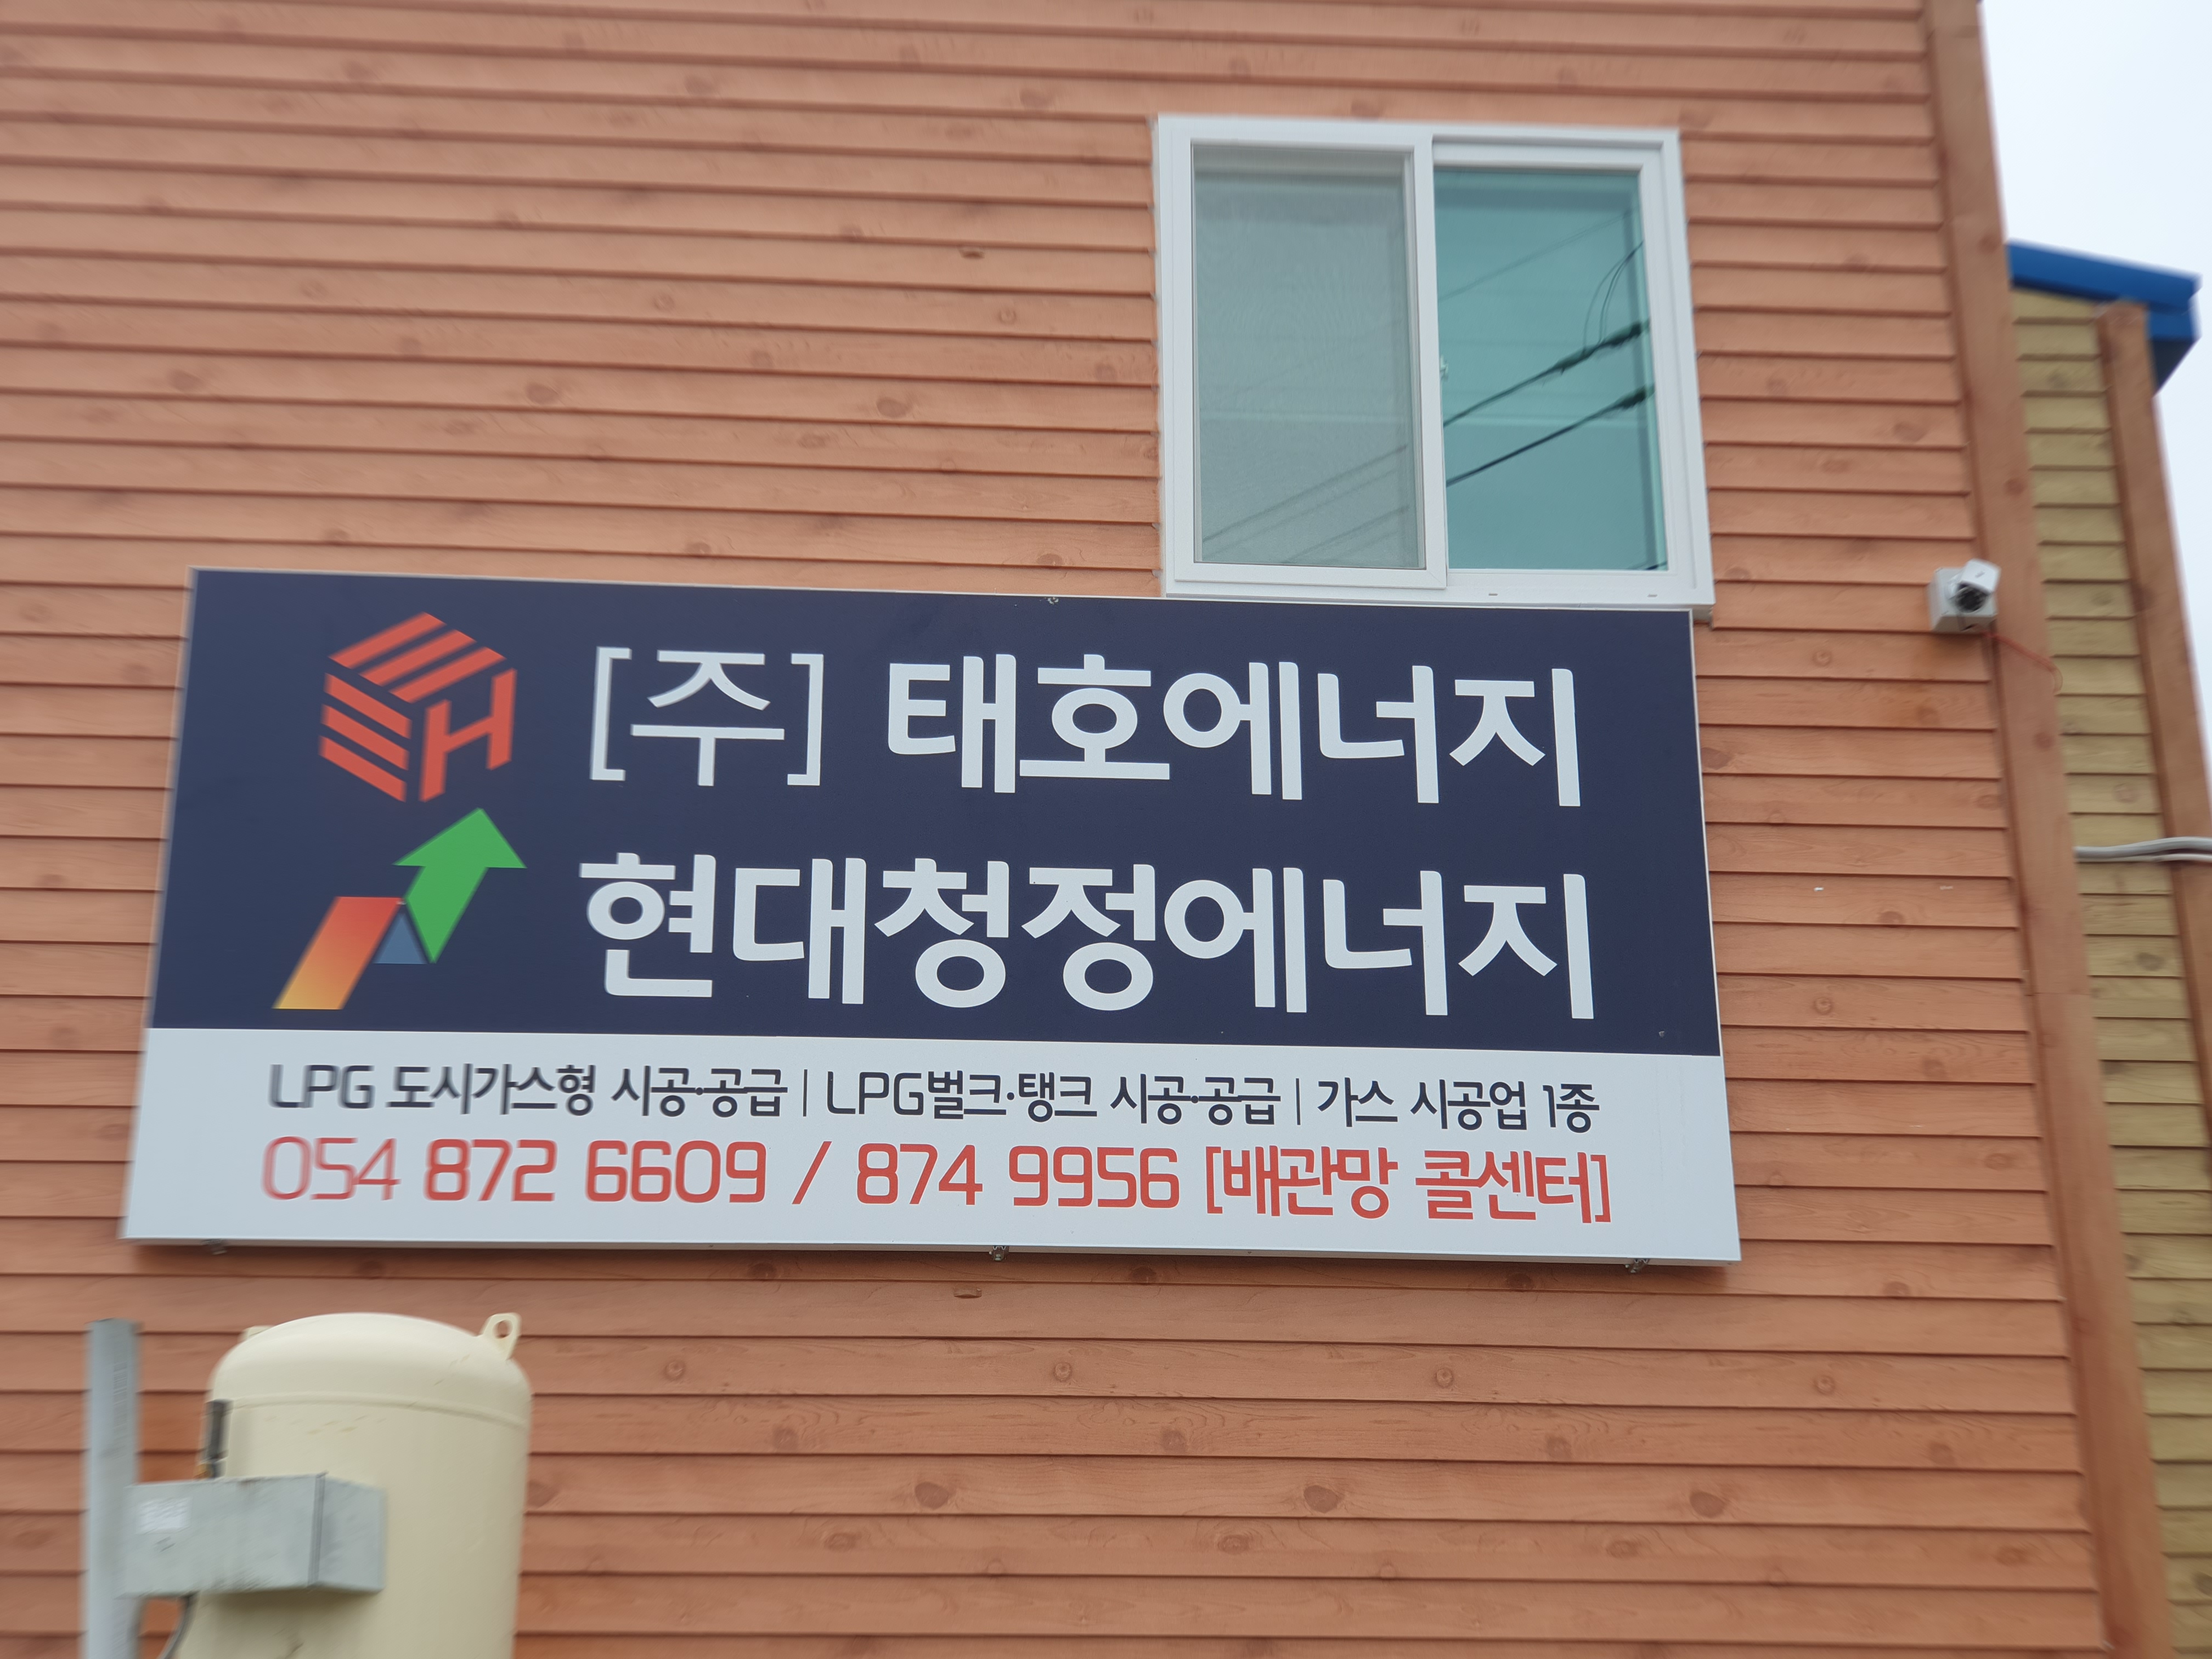 [주] 태호에너지
현대청정에너지
LPG 도시가스형 시공·공급 | LPG벌크·탱크 시공·공급 | 가스 시공업 1종
054 872 6609 / 874 9956 [배관망 콜센터]